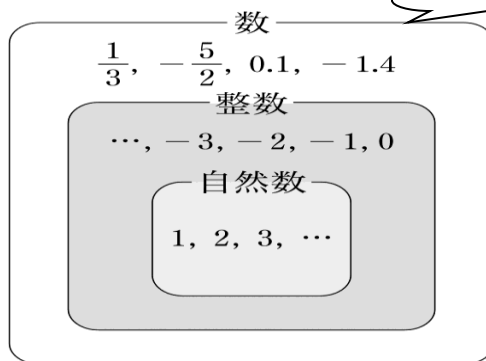 数
1/3, −5/2, 0.1, −1.4
整数
…, −3, −2, −1, 0
自然数
1, 2, 3, …